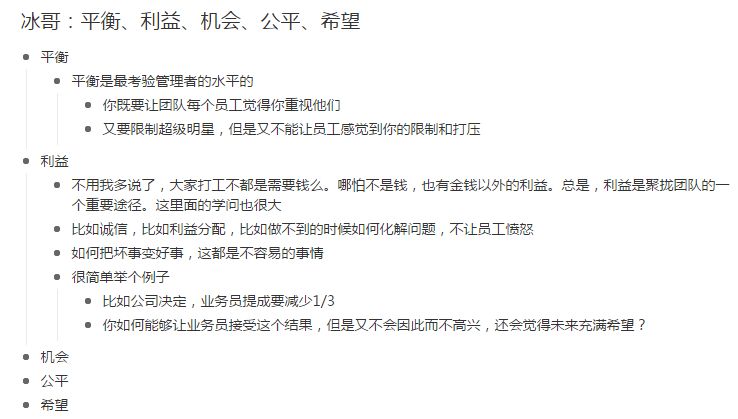 冰哥：平衡、利益、机会、公平、希望
平衡
平衡是最考验管理者的水平的
你既要让团队每个员工觉得你重视他们
又要限制超级明星，但是又不能让员工感觉到你的限制和打压
利益
不用我多说了，大家打工不都是需要钱么。哪怕不是钱，也有金钱以外的利益。总是，利益是聚拢团队的一
个重要途径。这里面的学问也很大
比如诚信，比如利益分配，比如做不到的时候如何化解问题，不让员工愤怒
如何把坏事变好事，这都是不容易的事情
很简单举个例子
比如公司决定，业务员提成要减少1/3
你如何能够让业务员接受这个结果，但是又不会因此而不高兴，还会觉得未来充满希望？
机会
公平
希望